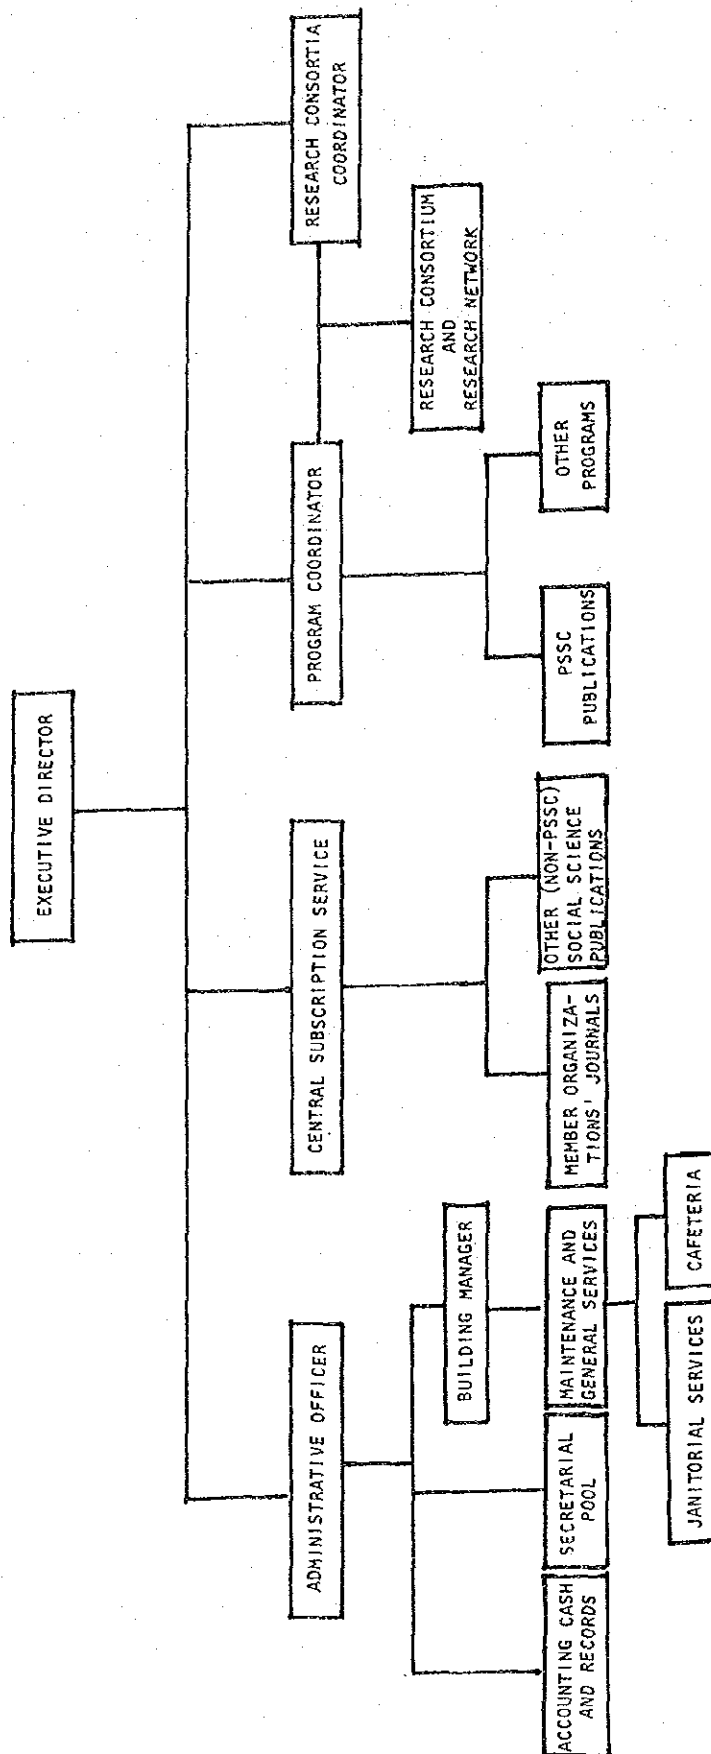 EXECUTIVE DIRECTOR
ADMINISTRATIVE OFFICER
CENTRAL SUBSCRIPTION SERVICE
PROGRAM COORDINATOR
RESEARCH CONSORTIA
COORDINATOR
BUILDING MANAGER
RESEARCH CONSORTIUM
AND
RESEARCH NETWORK
ACCOUNTING CASH
AND RECORDS
SECRETARIAL
POOL
MAINTENANCE AND
GENERAL SERVICES
MEMBER ORGANIZA-
TIONS' JOURNALS
OTHER (NON-PSSC)
SOCIAL SCIENCE
PUBLICATIONS
PSSC
PUBLICATIONS
OTHER
PROGRAMS
JANITORIAL SERVICES
CAFETERIA